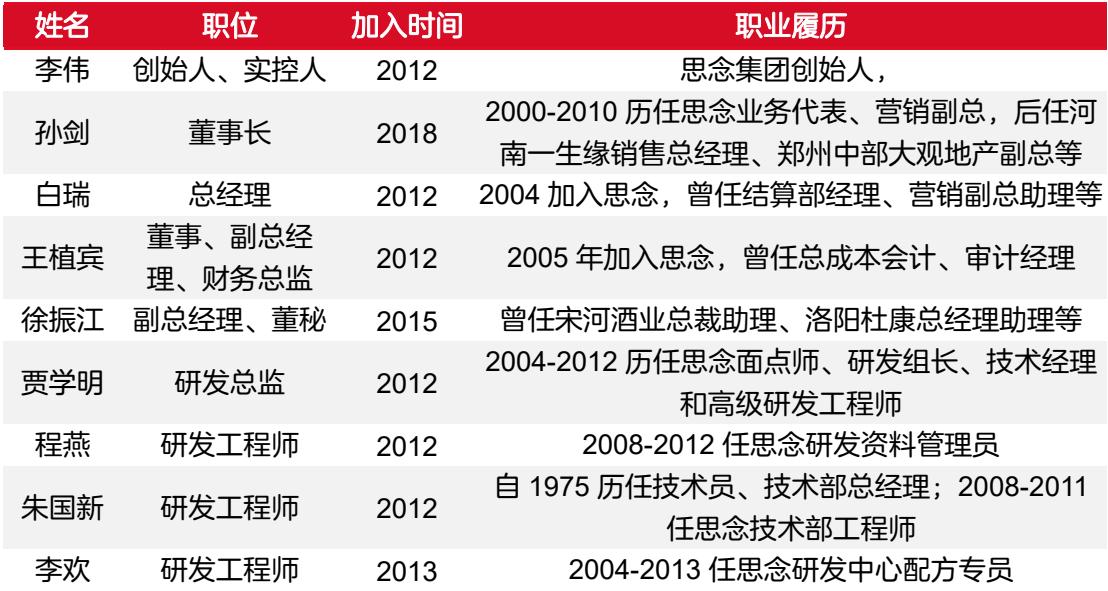 姓名 职位 加入时间 职业履历
李伟 创始人、实控人 2012 思念集团创始人，
孙剑 董事长 2018 2000-2010 历任思念业务代表、营销副总，后任河
南一生缘销售总经理、郑州中部大观地产副总等
白瑞 总经理 2012 2004 加入思念，曾任结算部经理、营销副总助理等
王植宾 董事、副总经
理、财务总监 2012 2005 年加入思念，曾任总成本会计、审计经理
徐振江 副总经理、董秘 2015 曾任宋河酒业总裁助理、洛阳杜康总经理助理等
贾学明 研发总监 2012 2004-2012 历任思念面点师、研发组长、技术经理
和高级研发工程师
程燕 研发工程师 2012 2008-2012 任思念研发资料管理员
朱国新 研发工程师 2012 自 1975 历任技术员、技术部总经理；2008-2011
任思念技术部工程师
李欢 研发工程师 2013 2004-2013 任思念研发中心配方专员